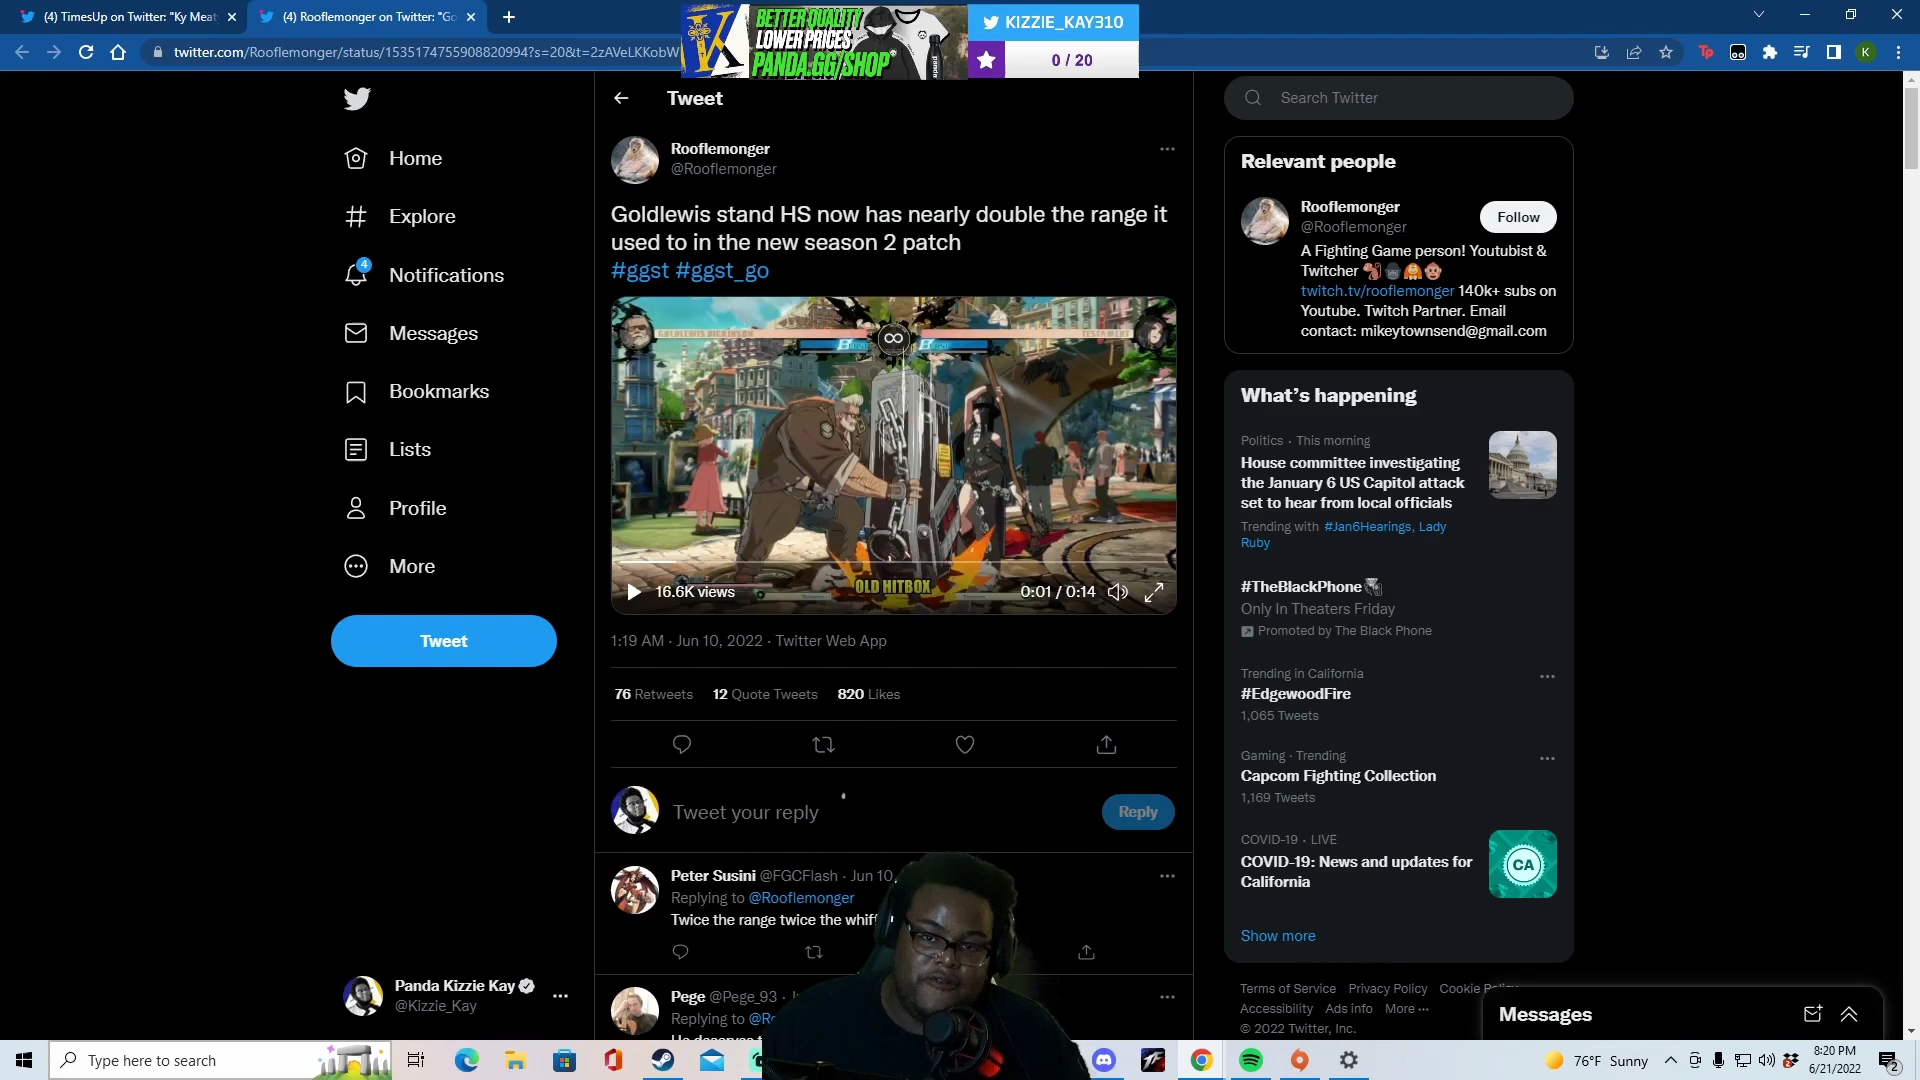 (4) TimesUp on Twitter: "Ky Meat
(4) Rooflemonger on Twitter: "Go
twitter.com/Rooflemonger/status/1535174755908820994?s=20&t=2zAVeLKKobW
BETTER QUALITY
LOWER PRICES
PANDA.GG/SHOP
panda
KIZZIE_KAY310
0 / 20
K
Home
Explore
4
Notifications
Messages
Bookmarks
Lists
Profile
More
Tweet
Panda Kizzie Kay
@Kizzie_Kay
Tweet
Rooflemonger
@Rooflemonger
Goldlewis stand HS now has nearly double the range it
used to in the new season 2 patch
#ggst #ggst_go
GOLDLEWIS DICKINSON
TESTAMENT
∞
OLD HITBOX
16.6K views
0:01 / 0:14
1:19 AM · Jun 10, 2022 · Twitter Web App
76 Retweets 12 Quote Tweets 820 Likes
Tweet your reply
Reply
Peter Susini @FGCFlash · Jun 10,
Replying to @Rooflemonger
Twice the range twice the whiff
Pege @Pege_93 ·
Replying to
Search Twitter
Relevant people
Rooflemonger
@Rooflemonger
Follow
A Fighting Game person! Youtubist &
Twitcher
twitch.tv/rooflemonger 140k+ subs on
Youtube. Twitch Partner. Email
contact: mikeytownsend@gmail.com
What's happening
Politics · This morning
House committee investigating
the January 6 US Capitol attack
set to hear from local officials
Trending with #Jan6Hearings, Lady
Ruby
#TheBlackPhone
Only In Theaters Friday
Promoted by The Black Phone
Trending in California
#EdgewoodFire
1,065 Tweets
Gaming · Trending
Capcom Fighting Collection
1,169 Tweets
COVID-19 · LIVE
COVID-19: News and updates for
California
CA
Show more
Terms of Service Privacy Policy Cookie Policy
Accessibility Ads info More ···
© 2022 Twitter, Inc.
Messages
Type here to search
76°F Sunny
8:20 PM
6/21/2022
2